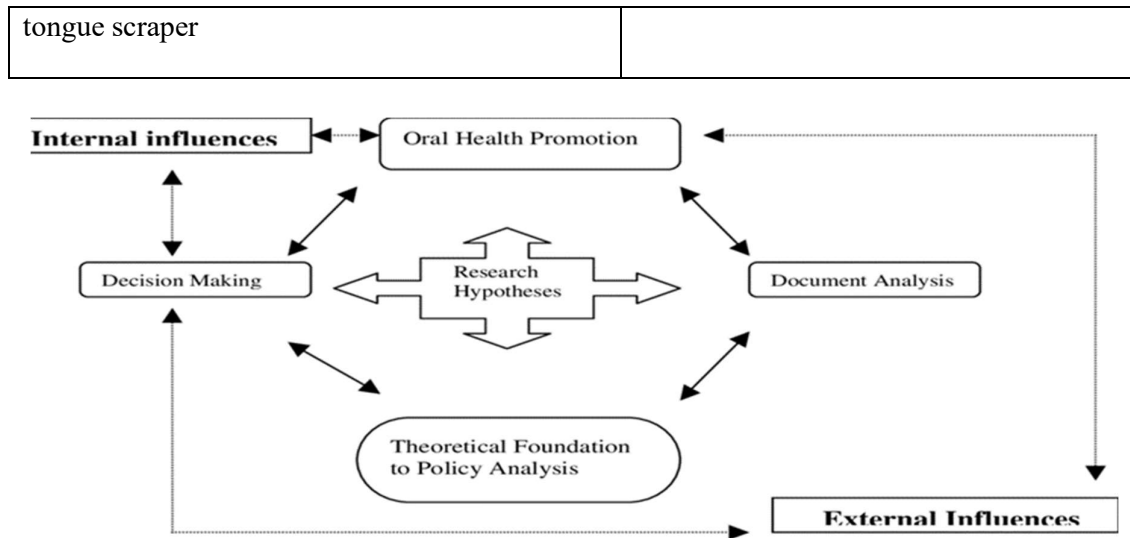 tongue scraper
Internal influences
Oral Health Promotion
Research
Hypotheses
Decision Making
Document Analysis
Theoretical Foundation
to Policy Analysis
External Influences